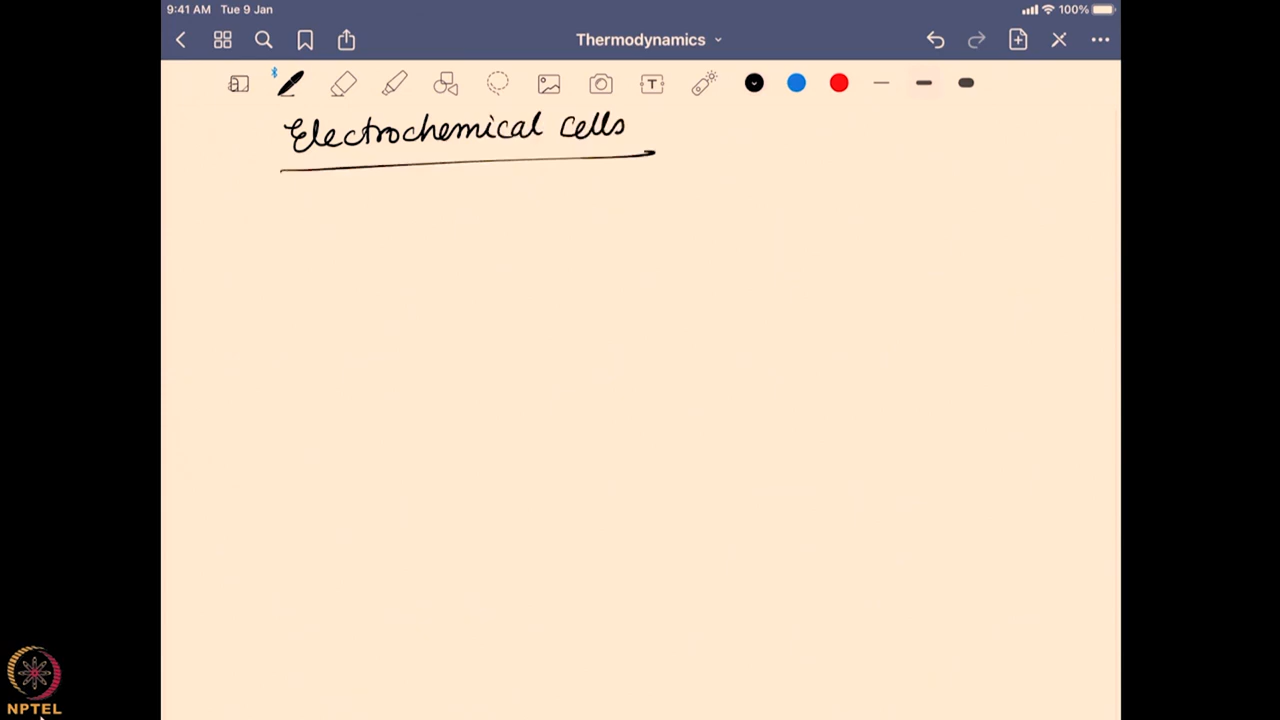 9:41 AM Tue 9 Jan 100%
Thermodynamics
T
Electrochemical cells
NPTEL